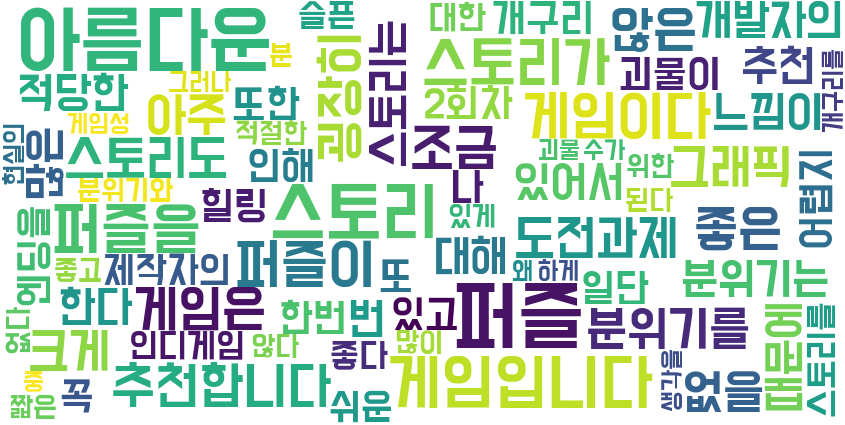 아름다운
분
슬픈
대한
개구리
않은
개발자의
적당한
그러나
아주
또한
굉장히
스토리는
스토리가
2회차
괴물이
추천
개구리를
게임성
적절한
조금
게임이다
느낌이
현실의
많은
스토리도
인해
분위기와
힐링
나
있어서
괴물
수가
위한
그래픽
된다
어렵지
엔딩을
퍼즐을
스토리
있게
도전과제
좋은
좋고
제작자의
퍼즐이
또
대해
왜
하게
일단
분위기는
한다
게임은
한번
번
있고
퍼즐
분위기를
때문에
스토리를
없다
크게
인디게임
않다
좋다
많이
게임입니다
생각을
없을
중
짧은
꼭
추천합니다
쉬운